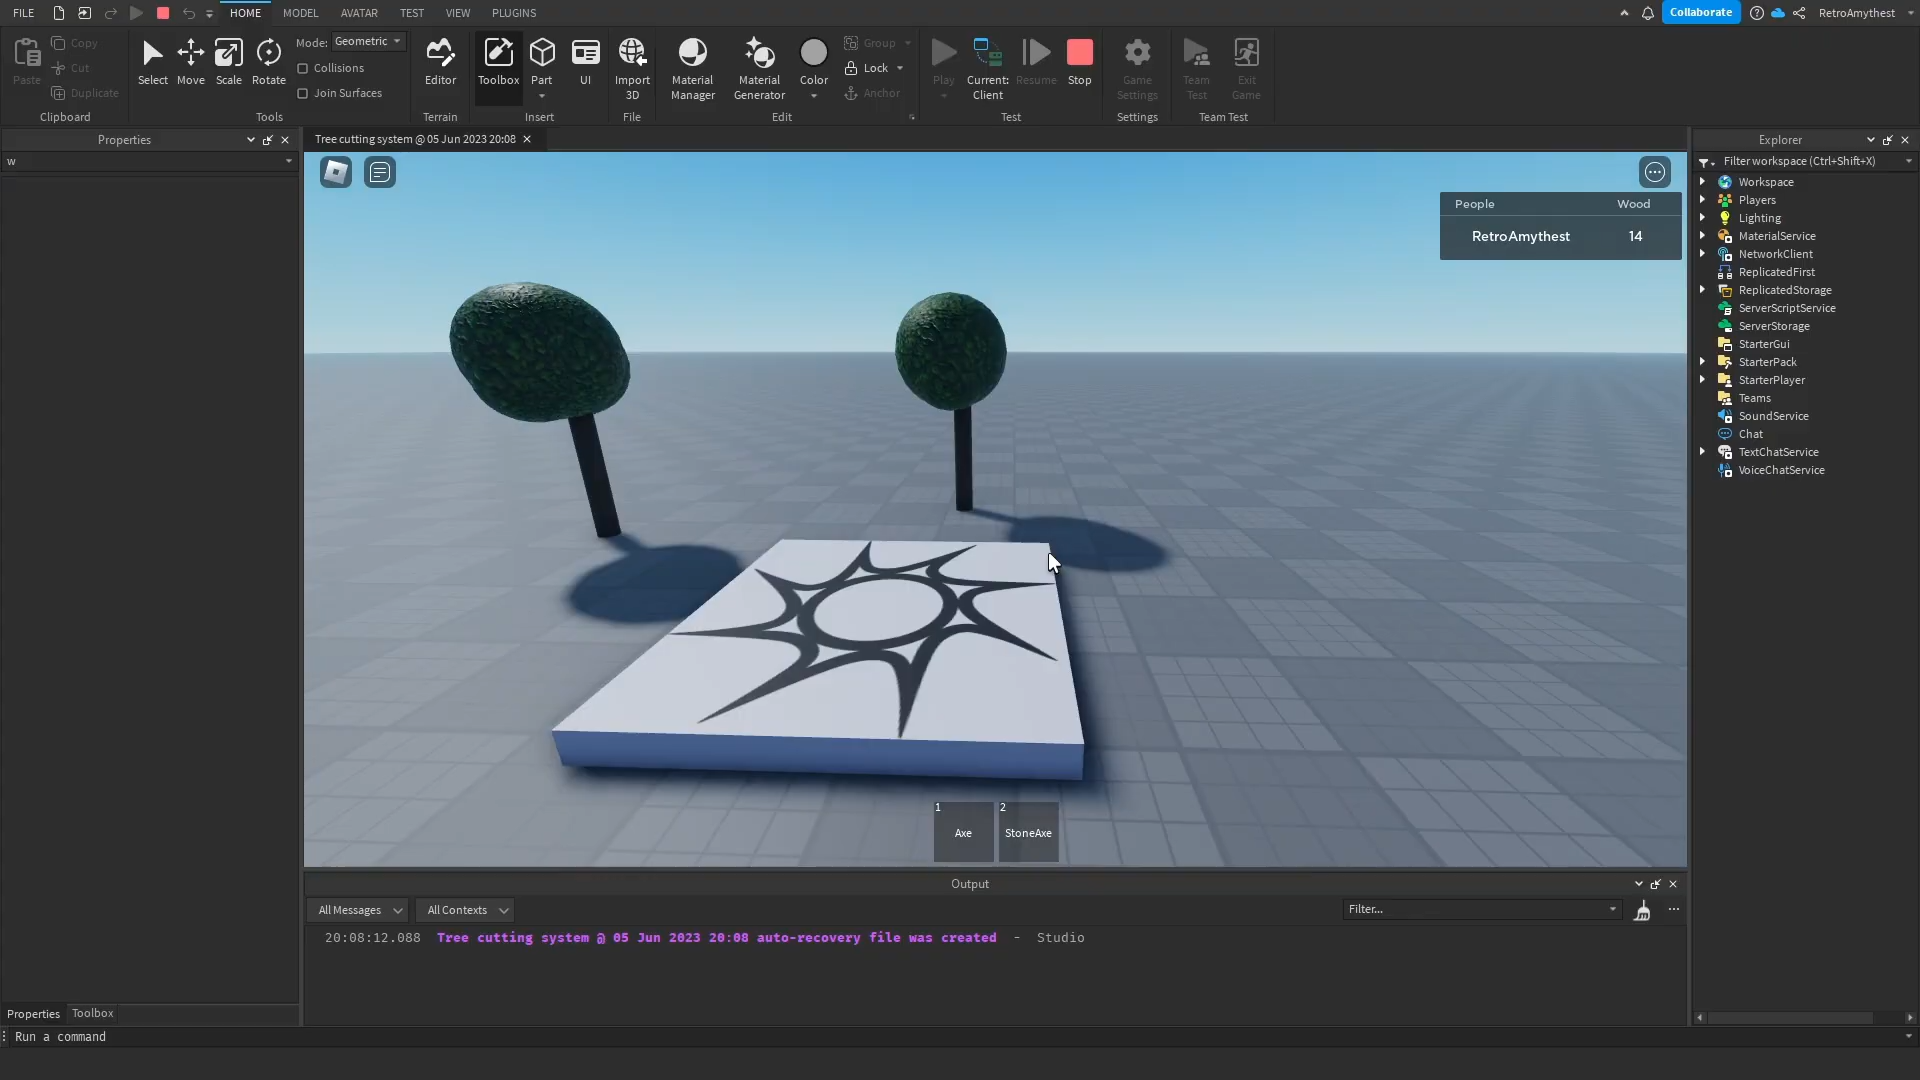 FILE
HOME
MODEL
AVATAR
TEST
VIEW
PLUGINS
Collaborate
RetroAmythest
Paste
Copy
Cut
Duplicate
Clipboard
Select
Move
Scale
Rotate
Mode:
Geometric
Collisions
Join Surfaces
Tools
Editor
Terrain
Toolbox
Part
UI
Insert
Import
3D
File
Material
Manager
Material
Generator
Color
Group
Lock
Anchor
Edit
Play
Current:
Client
Resume
Stop
Test
Game
Settings
Settings
Team
Test
Exit
Game
Team Test
Properties
w
Tree cutting system @ 05 Jun 2023 20:08
People Wood
RetroAmythest 14
1
Axe
2
StoneAxe
Explorer
Filter workspace (Ctrl+Shift+X)
Workspace
Players
Lighting
MaterialService
NetworkClient
ReplicatedFirst
ReplicatedStorage
ServerScriptService
ServerStorage
StarterGui
StarterPack
StarterPlayer
Teams
SoundService
Chat
TextChatService
VoiceChatService
Output
All Messages
All Contexts
Filter...
20:08:12.088 Tree cutting system @ 05 Jun 2023 20:08 auto-recovery file was created - Studio
Properties
Toolbox
Run a command